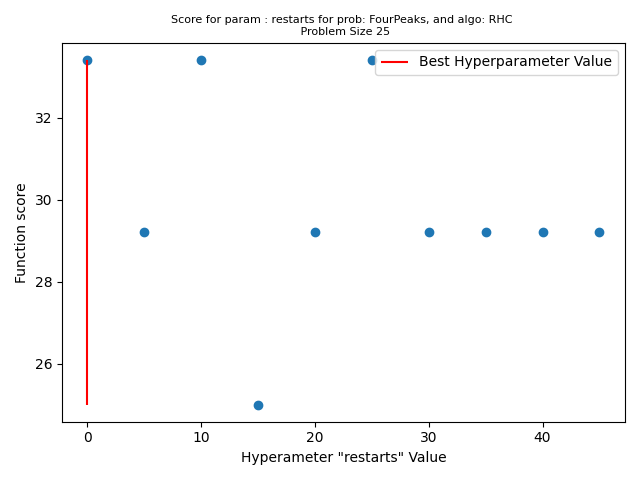 Score for param : restarts for prob: FourPeaks, and algo: RHC
Problem Size 25
Best Hyperparameter Value
Function score
32
30
28
26
0 10 20 30 40
Hyperameter "restarts" Value